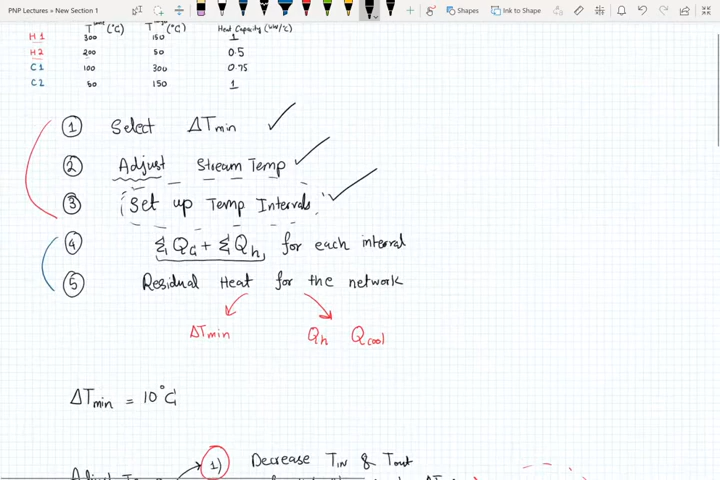 PNP Lectures » New Section 1
Shapes Ink to Shape
(°C) T (°C) Heat Capacity (kW/°C)
H1 300 150 1
H2 200 50 0.5
C1 100 300 0.75
C2 50 150 1
① Select ΔTmin
② Adjust Stream Temp
③ Set up Temp Intervals
④ ΣQc + ΣQh, for each interval
⑤ Residual Heat for the network
ΔTmin Qh Qcool
ΔTmin = 10°C
1) Decrease TIN & Tout